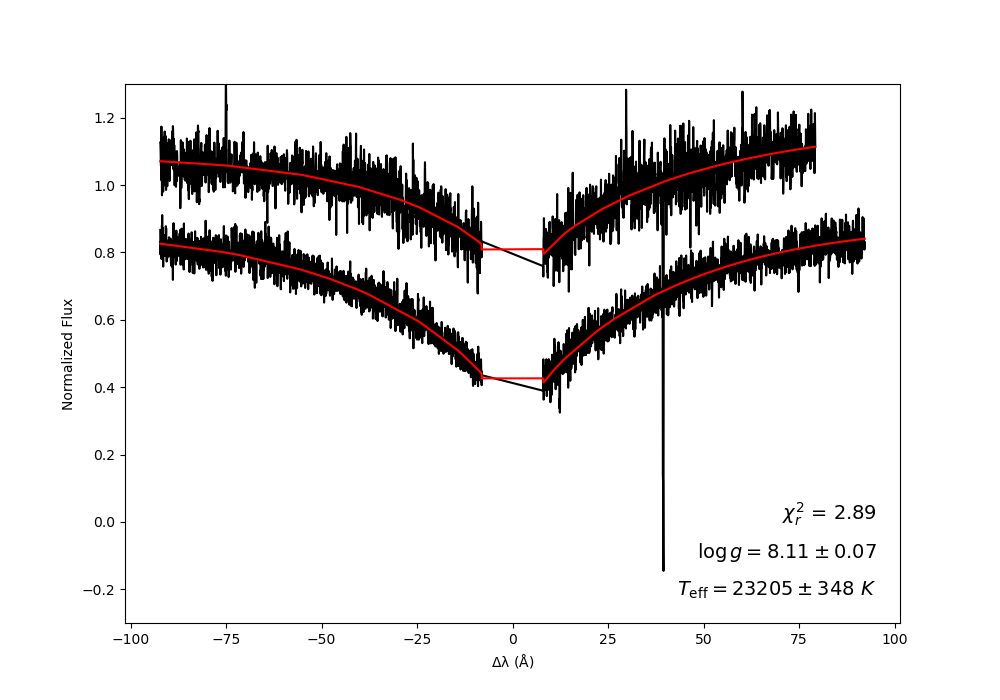 1.2
1.0
0.8
0.6
0.4
0.2
0.0
−0.2
Normalized Flux
χ²ᵣ = 2.89
log g = 8.11 ± 0.07
T_eff = 23205 ± 348 K
−100 −75 −50 −25 0 25 50 75 100
Δλ (Å)